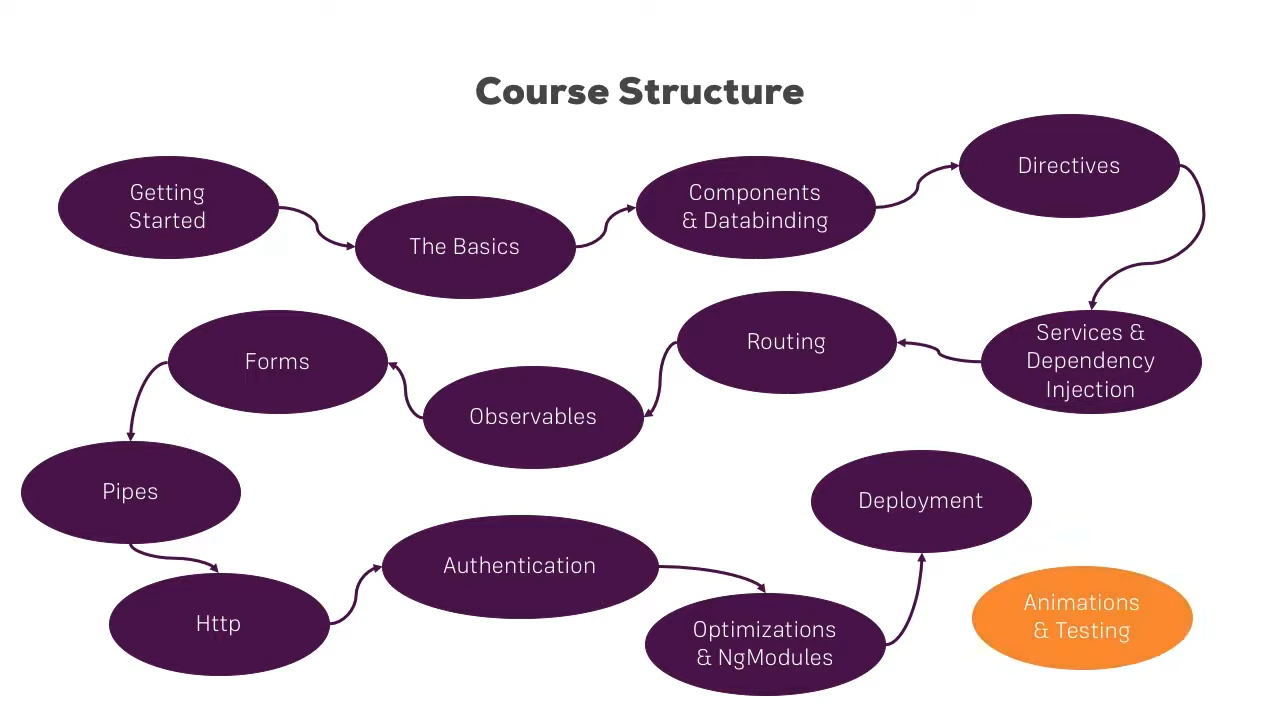 Course Structure
Getting
Started
The Basics
Components
& Databinding
Directives
Services &
Dependency
Injection
Routing
Observables
Forms
Pipes
Http
Authentication
Optimizations
& NgModules
Deployment
Animations
& Testing